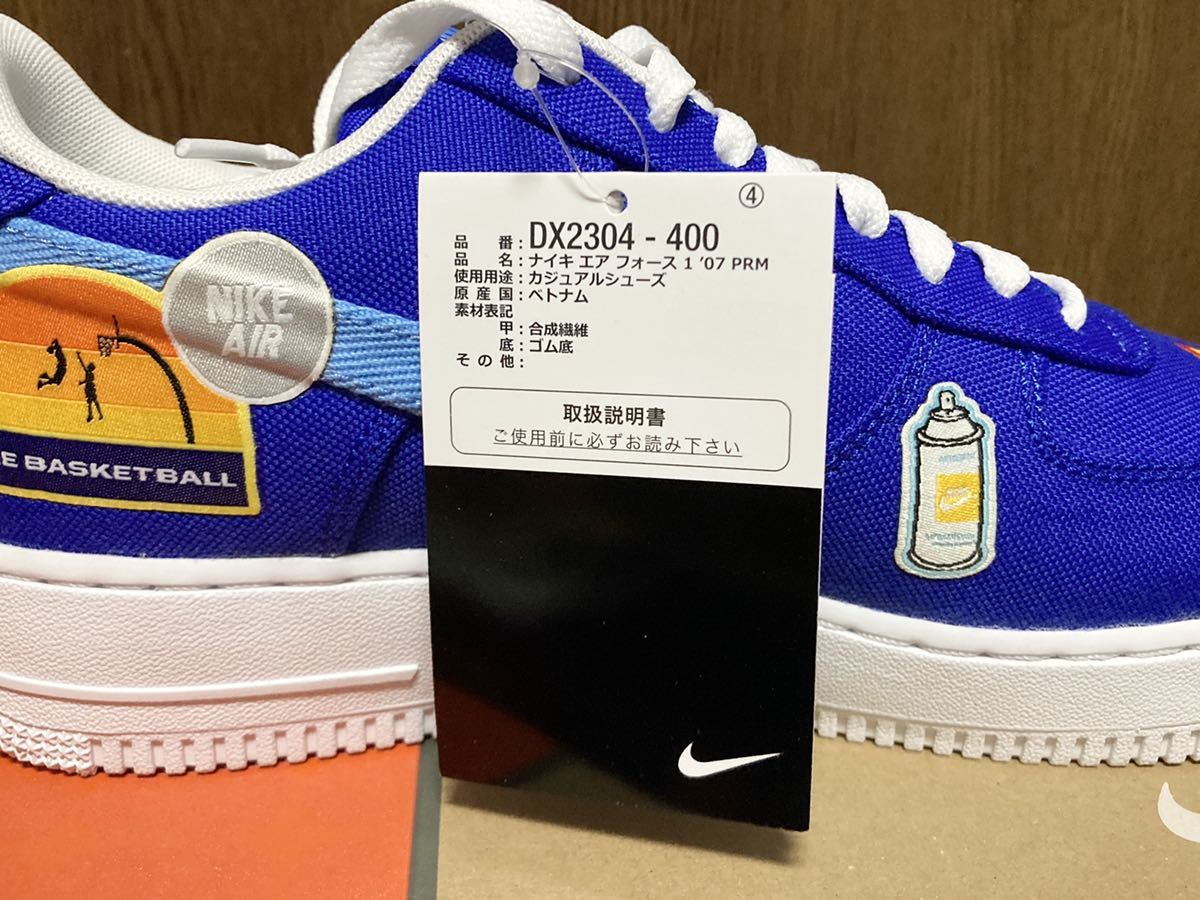 ④
品 番 : DX2304 - 400
品 名 : ナイキ エア フォース 1 '07 PRM
使用用途 : カジュアルシューズ
原 産 国 : ベトナム
素材表記
甲 : 合成繊維
底 : ゴム底
そ の 他 :
取扱説明書
ご使用前に必ずお読み下さい
NIKE
AIR
E BASKETBALL